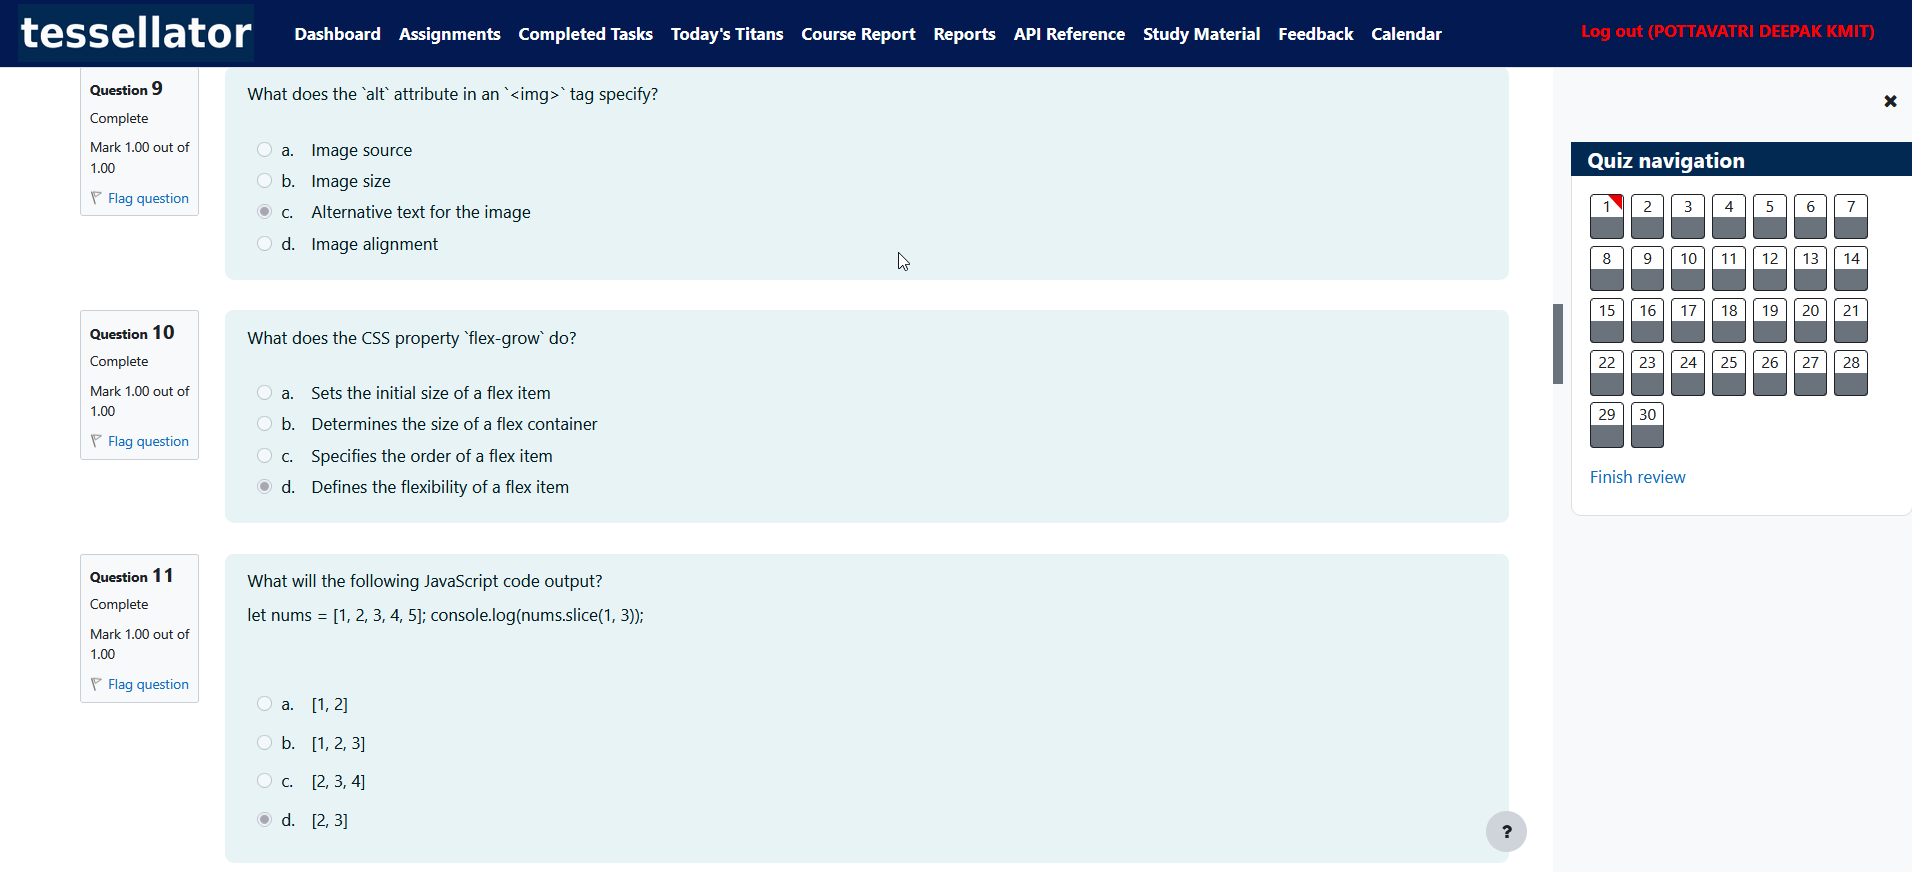 tessellator
Dashboard Assignments Completed Tasks Today's Titans Course Report Reports API Reference Study Material Feedback Calendar
Log out (POTTAVATRI DEEPAK KMIT)
Question 9
Complete
Mark 1.00 out of
1.00
Flag question
What does the `alt` attribute in an `<img>` tag specify?
a. Image source
b. Image size
c. Alternative text for the image
d. Image alignment
Question 10
Complete
Mark 1.00 out of
1.00
Flag question
What does the CSS property `flex-grow` do?
a. Sets the initial size of a flex item
b. Determines the size of a flex container
c. Specifies the order of a flex item
d. Defines the flexibility of a flex item
Question 11
Complete
Mark 1.00 out of
1.00
Flag question
What will the following JavaScript code output?
let nums = [1, 2, 3, 4, 5]; console.log(nums.slice(1, 3));
a. [1, 2]
b. [1, 2, 3]
c. [2, 3, 4]
d. [2, 3]
?
×
Quiz navigation
1 2 3 4 5 6 7
8 9 10 11 12 13 14
15 16 17 18 19 20 21
22 23 24 25 26 27 28
29 30
Finish review